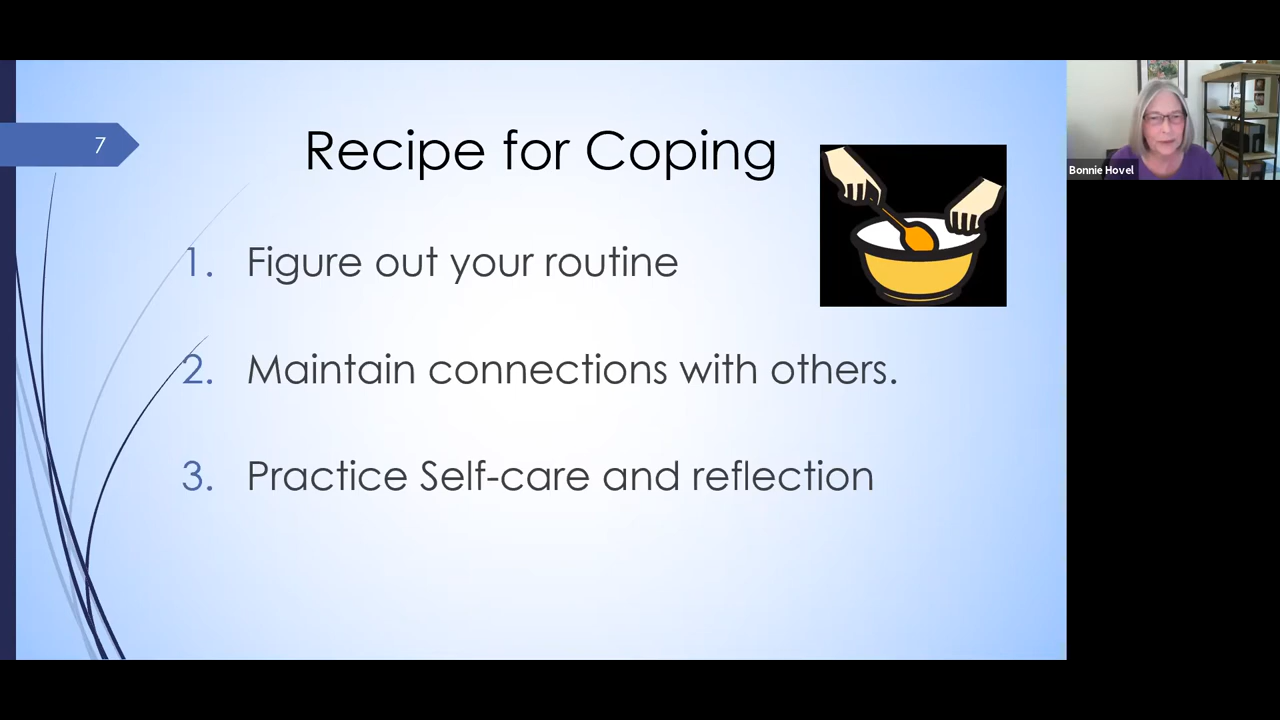 7
Recipe for Coping
1. Figure out your routine
2. Maintain connections with others.
3. Practice Self-care and reflection
Bonnie Hovel